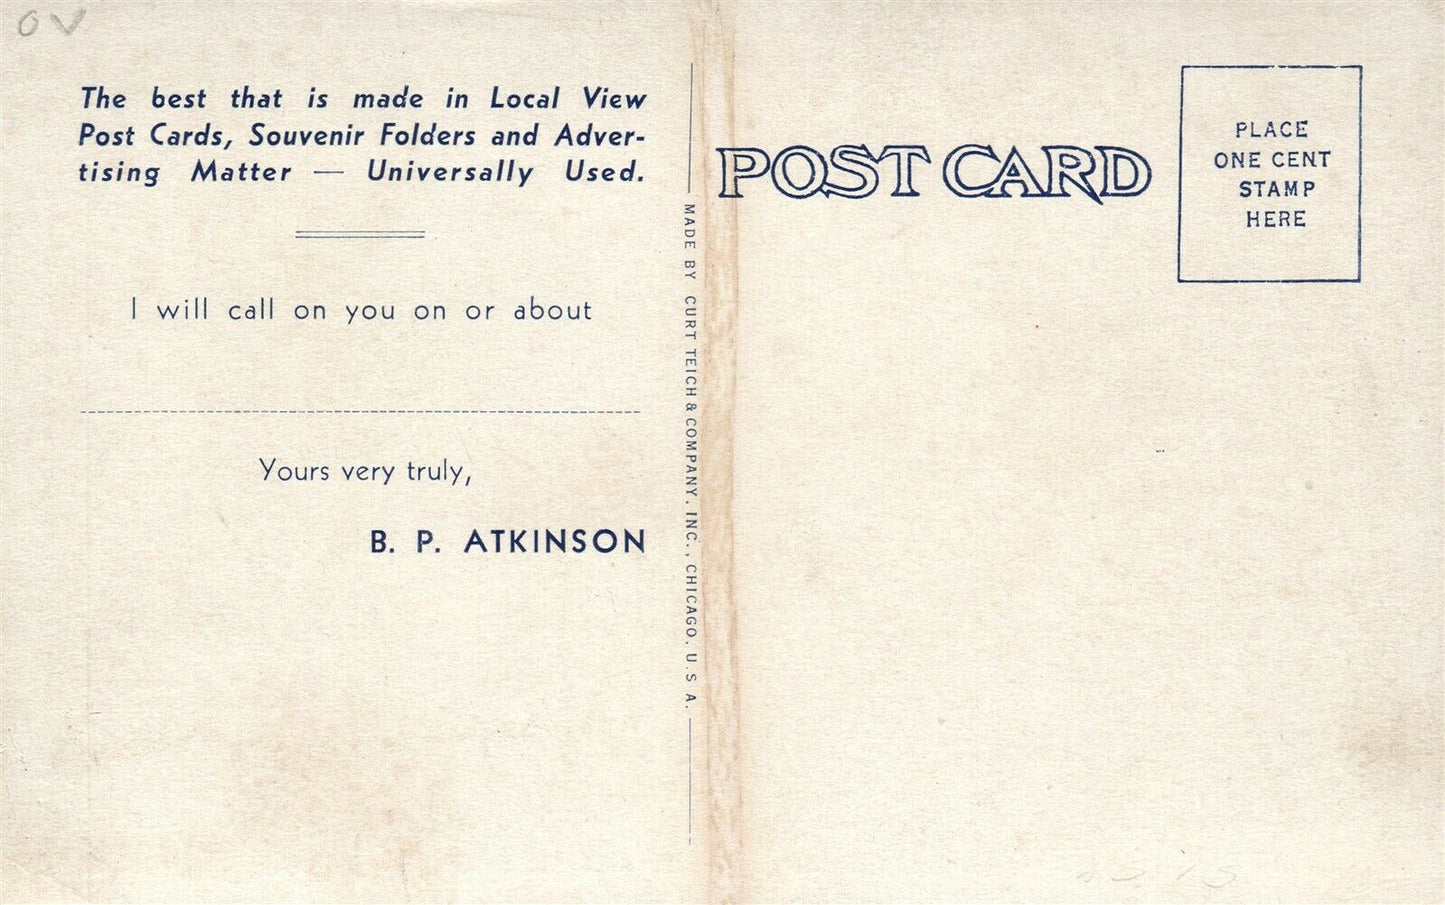 OV
The best that is made in Local View
Post Cards, Souvenir Folders and Adver-
tising Matter — Universally Used.
I will call on you on or about
Yours very truly,
B. P. ATKINSON
MADE BY CURT TEICH & COMPANY, INC., CHICAGO, U. S A.
POST CARD
PLACE
ONE CENT
STAMP
HERE